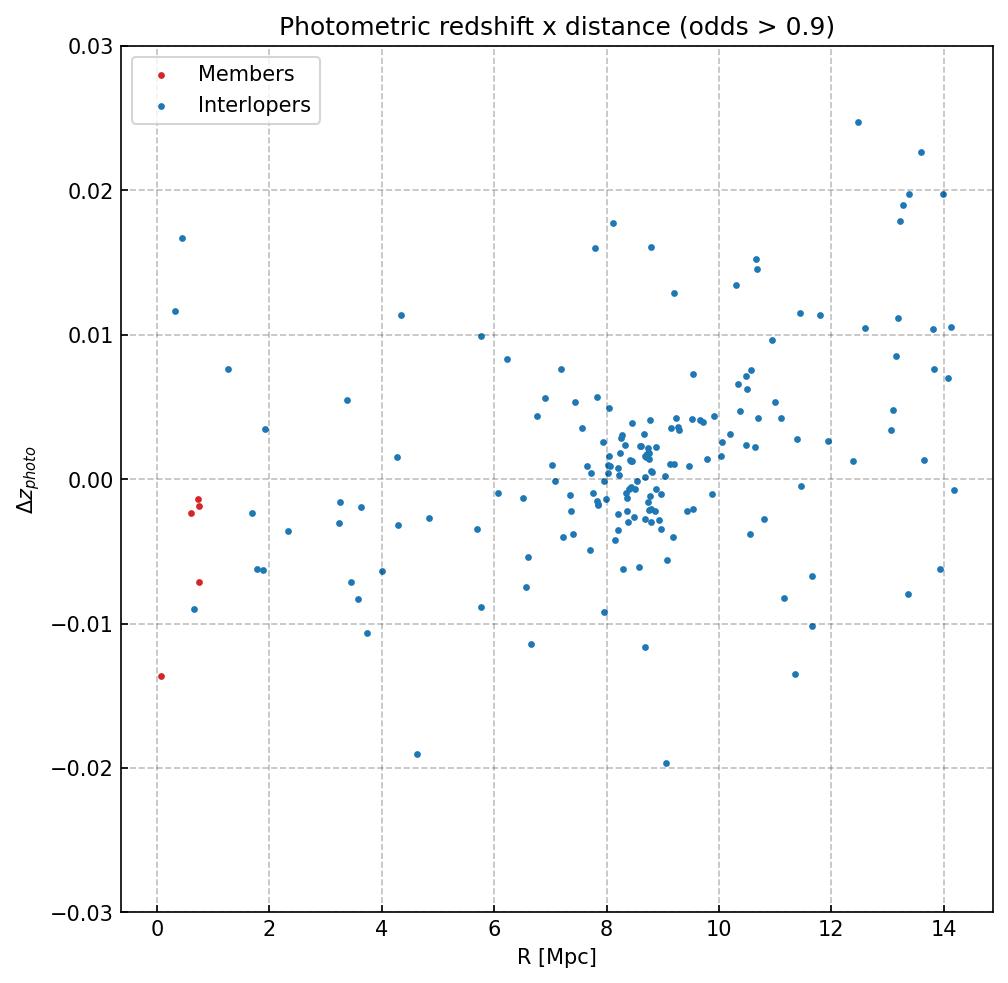 Photometric redshift x distance (odds > 0.9)
Members
Interlopers
0.03
0.02
0.01
0.00
−0.01
−0.02
−0.03
Δz_photo
0 2 4 6 8 10 12 14
R [Mpc]